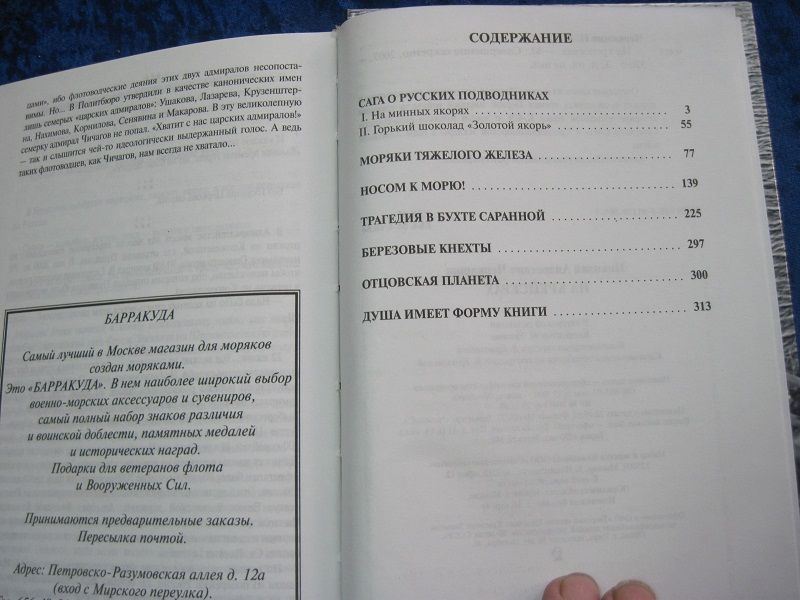 цами», ибо флотоводческие деяния этих двух адмиралов несопоста-
вимы. Но... В Политбюро утвердили в качестве канонических имен
лишь семерых «царских адмиралов»; Ушакова, Лазарева, Крузенштер-
на, Нахимова, Корнилова, Сенявина и Макарова. В эту великолепную
семерку адмирал Чичагов не попал. «Хватит с нас царских адмиралов!»
— так и слышится чей-то идеологически выдержанный голос. А ведь
таких флотоводцев, как Чичагов, нам всегда не хватало...
БАРРАКУДА
Самый лучший в Москве магазин для моряков
создан моряками.
Это «БАРРАКУДА». В нем наиболее широкий выбор
военно-морских аксессуаров и сувениров,
самый полный набор знаков различия
и воинской доблести, памятных медалей
и исторических наград.
Подарки для ветеранов флота
и Вооруженных Сил.
Принимаются предварительные заказы.
Пересылка почтой.
Адрес: Петровско-Разумовская аллея д. 12а
(вход с Мирского переулка).
СОДЕРЖАНИЕ
САГА О РУССКИХ ПОДВОДНИКАХ
I. На минных якорях . . . . . . . . . . . . . . . . . . . . . . 3
II. Горький шоколад «Золотой якорь» . . . . . . . . . . . . 55
МОРЯКИ ТЯЖЕЛОГО ЖЕЛЕЗА . . . . . . . . . . . . . . . 77
НОСОМ К МОРЮ! . . . . . . . . . . . . . . . . . . . . . . 139
ТРАГЕДИЯ В БУХТЕ САРАННОЙ . . . . . . . . . . . . . 225
БЕРЕЗОВЫЕ КНЕХТЫ . . . . . . . . . . . . . . . . . . . 297
ОТЦОВСКАЯ ПЛАНЕТА . . . . . . . . . . . . . . . . . . 300
ДУША ИМЕЕТ ФОРМУ КНИГИ . . . . . . . . . . . . . . 313